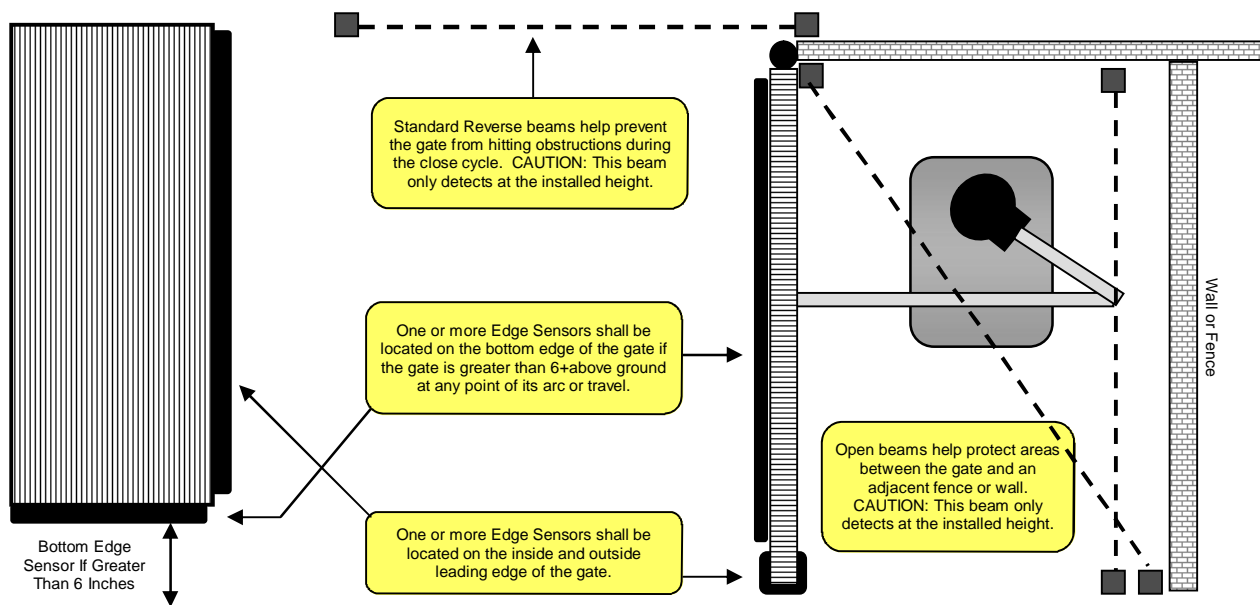 Standard Reverse beams help prevent
the gate from hitting obstructions during
the close cycle. CAUTION: This beam
only detects at the installed height.
One or more Edge Sensors shall be
located on the bottom edge of the gate if
the gate is greater than 6+above ground
at any point of its arc or travel.
Wall or Fence
Open beams help protect areas
between the gate and an
adjacent fence or wall.
CAUTION: This beam only
detects at the installed height.
One or more Edge Sensors shall be
located on the inside and outside
leading edge of the gate.
Bottom Edge
Sensor If Greater
Than 6 Inches